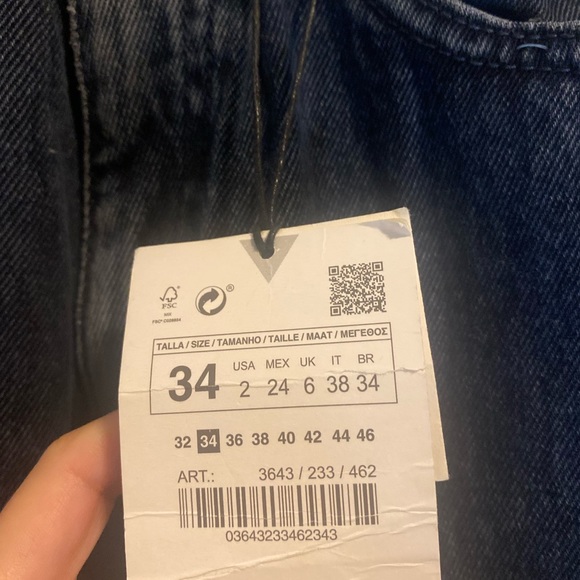 FSC
TALLA / SIZE / TAMANHO / TAILLE / MAAT / ΜΕΓΕΘΟΣ
34 USA MEX UK IT BR
2 24 6 38 34
32 34 36 38 40 42 44 46
ART.: 3643 / 233 / 462
03643233462343